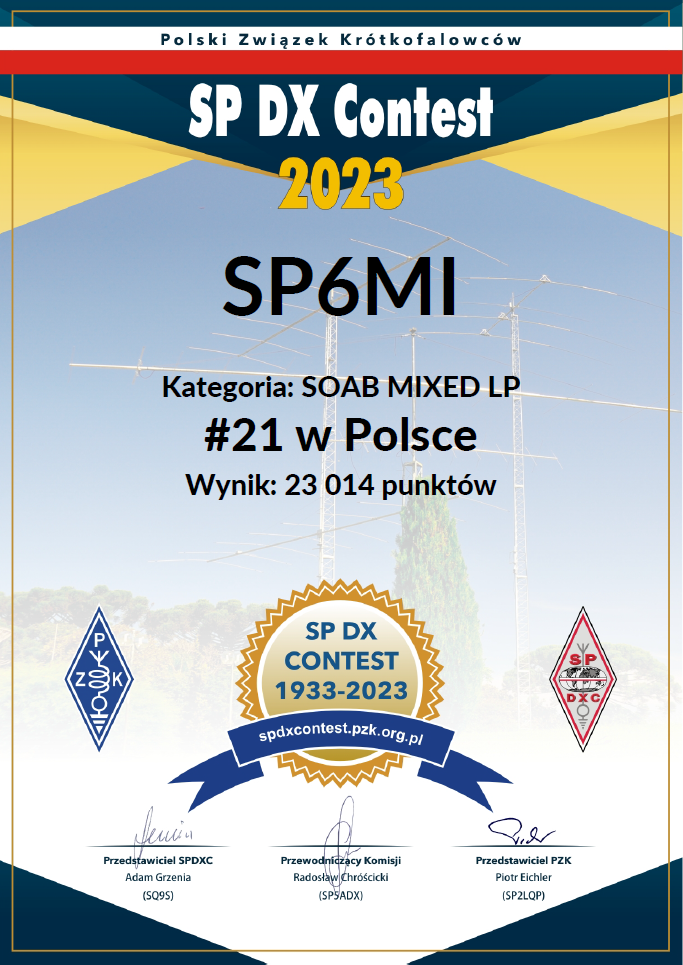 Polski Związek Krótkofalowców
SP DX Contest
2023
SP6MI
Kategoria: SOAB MIXED LP
#21 w Polsce
Wynik: 23 014 punktów
SP DX
CONTEST
1933-2023
spdxcontest.pzk.org.pl
P
Z K
SP
DXC
Przedstawiciel SPDXC
Adam Grzenia
(SQ9S)
Przewodniczący Komisji
Radosław Chróścicki
(SP5ADX)
Przedstawiciel PZK
Piotr Eichler
(SP2LQP)